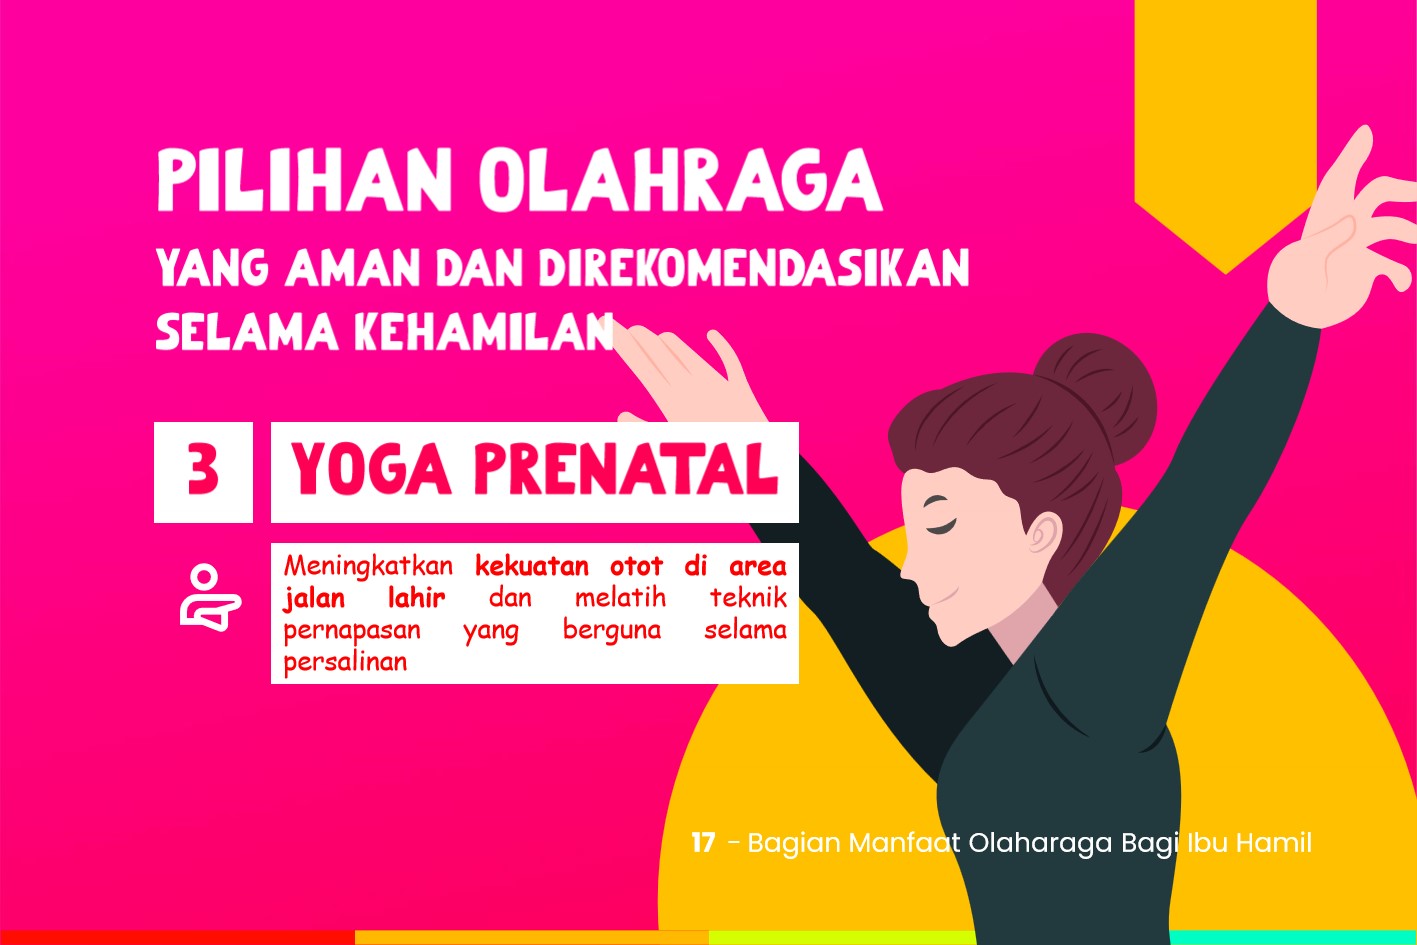 PILIHAN OLAHRAGA
YANG AMAN DAN DIREKOMENDASIKAN
SELAMA KEHAMILAN
3 YOGA PRENATAL
Meningkatkan kekuatan otot di area
jalan lahir dan melatih teknik
pernapasan yang berguna selama
persalinan
17 - Bagian Manfaat Olaharaga Bagi Ibu Hamil